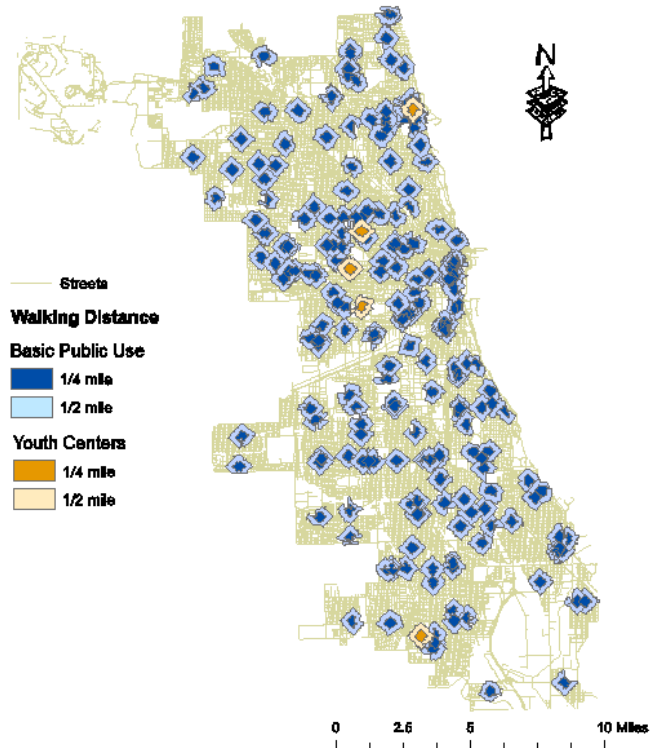 N
Streets
Walking Distance
Basic Public Use
1/4 mile
1/2 mile
Youth Centers
1/4 mile
1/2 mile
0 2.5 5 10 Miles